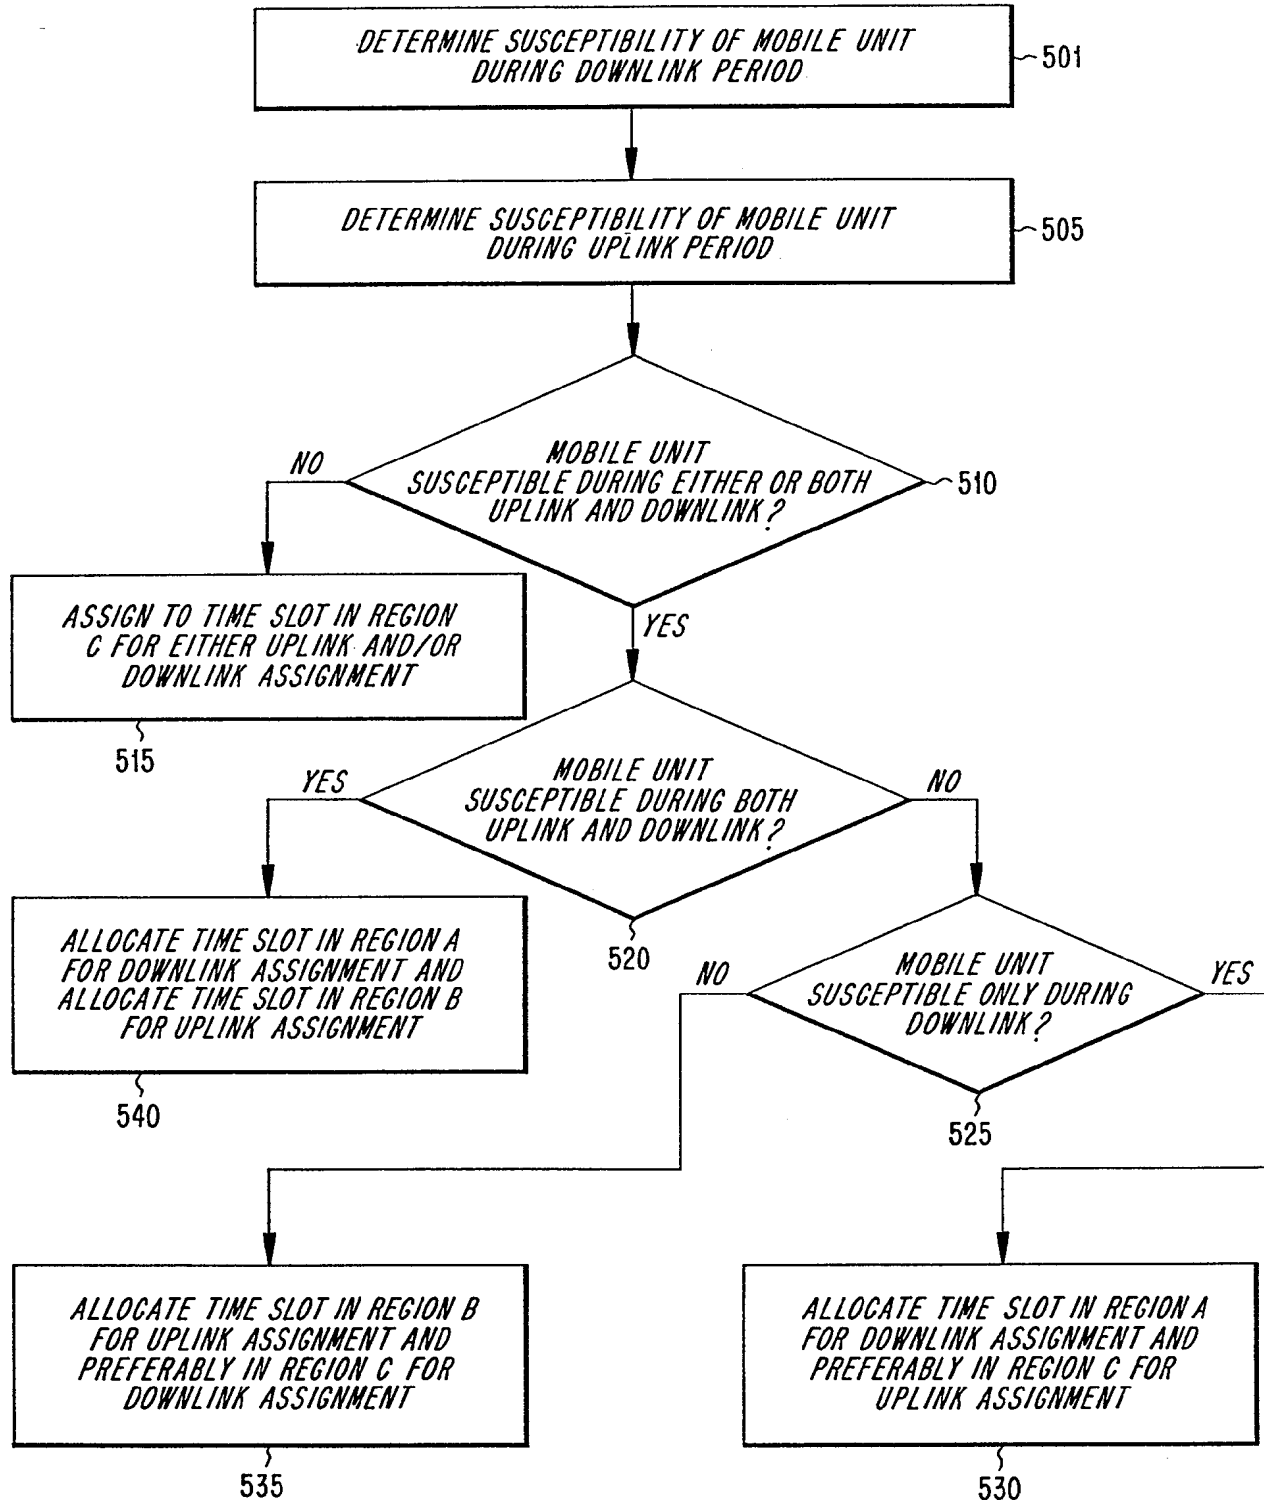 DETERMINE SUSCEPTIBILITY OF MOBILE UNIT
DURING DOWNLINK PERIOD
501
DETERMINE SUSCEPTIBILITY OF MOBILE UNIT
DURING UPLINK PERIOD
505
MOBILE UNIT
SUSCEPTIBLE DURING EITHER OR BOTH
UPLINK AND DOWNLINK?
510
NO
ASSIGN TO TIME SLOT IN REGION
C FOR EITHER UPLINK AND/OR
DOWNLINK ASSIGNMENT
515
YES
MOBILE UNIT
SUSCEPTIBLE DURING BOTH
UPLINK AND DOWNLINK?
520
YES
NO
ALLOCATE TIME SLOT IN REGION A
FOR DOWNLINK ASSIGNMENT AND
ALLOCATE TIME SLOT IN REGION B
FOR UPLINK ASSIGNMENT
540
MOBILE UNIT
SUSCEPTIBLE ONLY DURING
DOWNLINK?
525
NO
YES
ALLOCATE TIME SLOT IN REGION B
FOR UPLINK ASSIGNMENT AND
PREFERABLY IN REGION C FOR
DOWNLINK ASSIGNMENT
535
ALLOCATE TIME SLOT IN REGION A
FOR DOWNLINK ASSIGNMENT AND
PREFERABLY IN REGION C FOR
UPLINK ASSIGNMENT
530